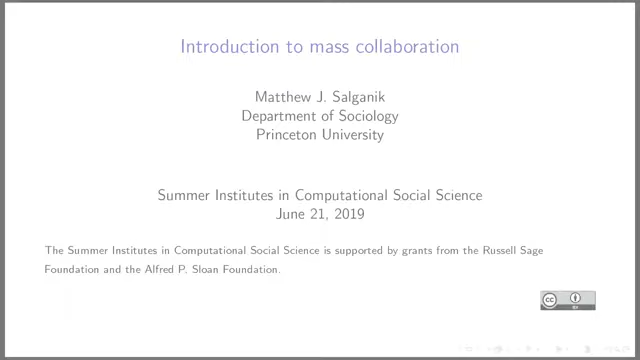 Introduction to mass collaboration
Matthew J. Salganik
Department of Sociology
Princeton University
Summer Institutes in Computational Social Science
June 21, 2019
The Summer Institutes in Computational Social Science is supported by grants from the Russell Sage
Foundation and the Alfred P. Sloan Foundation.
cc
BY